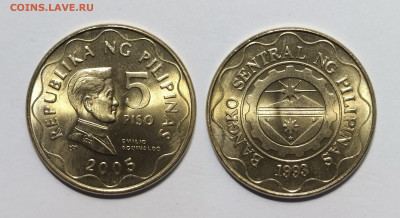 COINS.LAVE.RU
REPUBLIKA NG PILIPINAS
5
PISO
EMILIO
AGUINALDO
2005
BANGKO SENTRAL NG PILIPINAS
1993